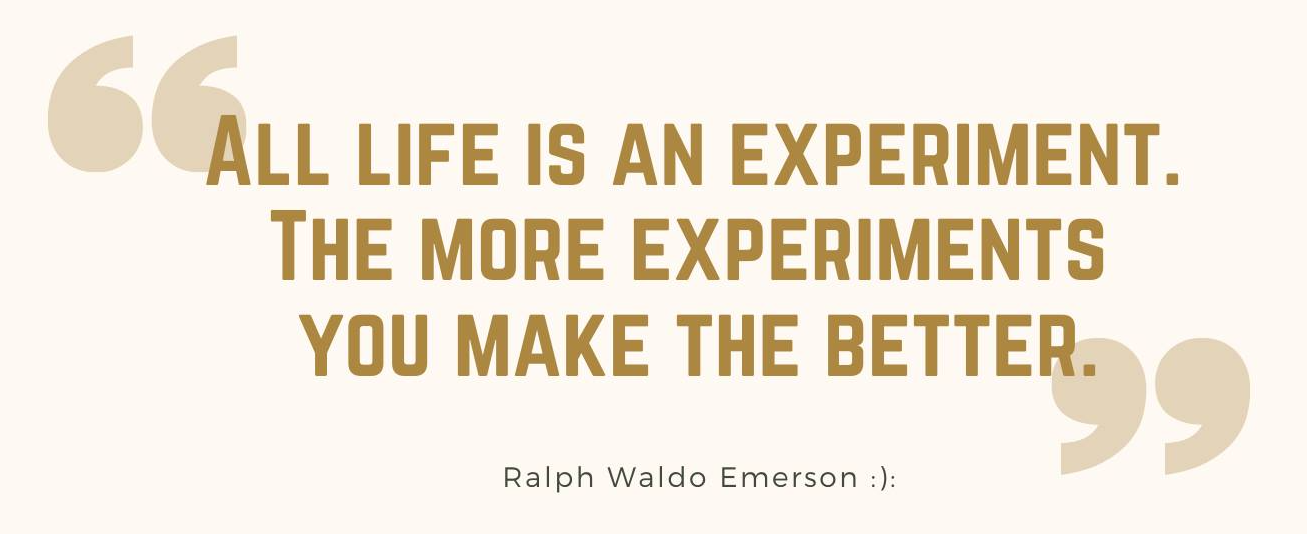 All life is an experiment.
The more experiments
you make the better.
Ralph Waldo Emerson :):